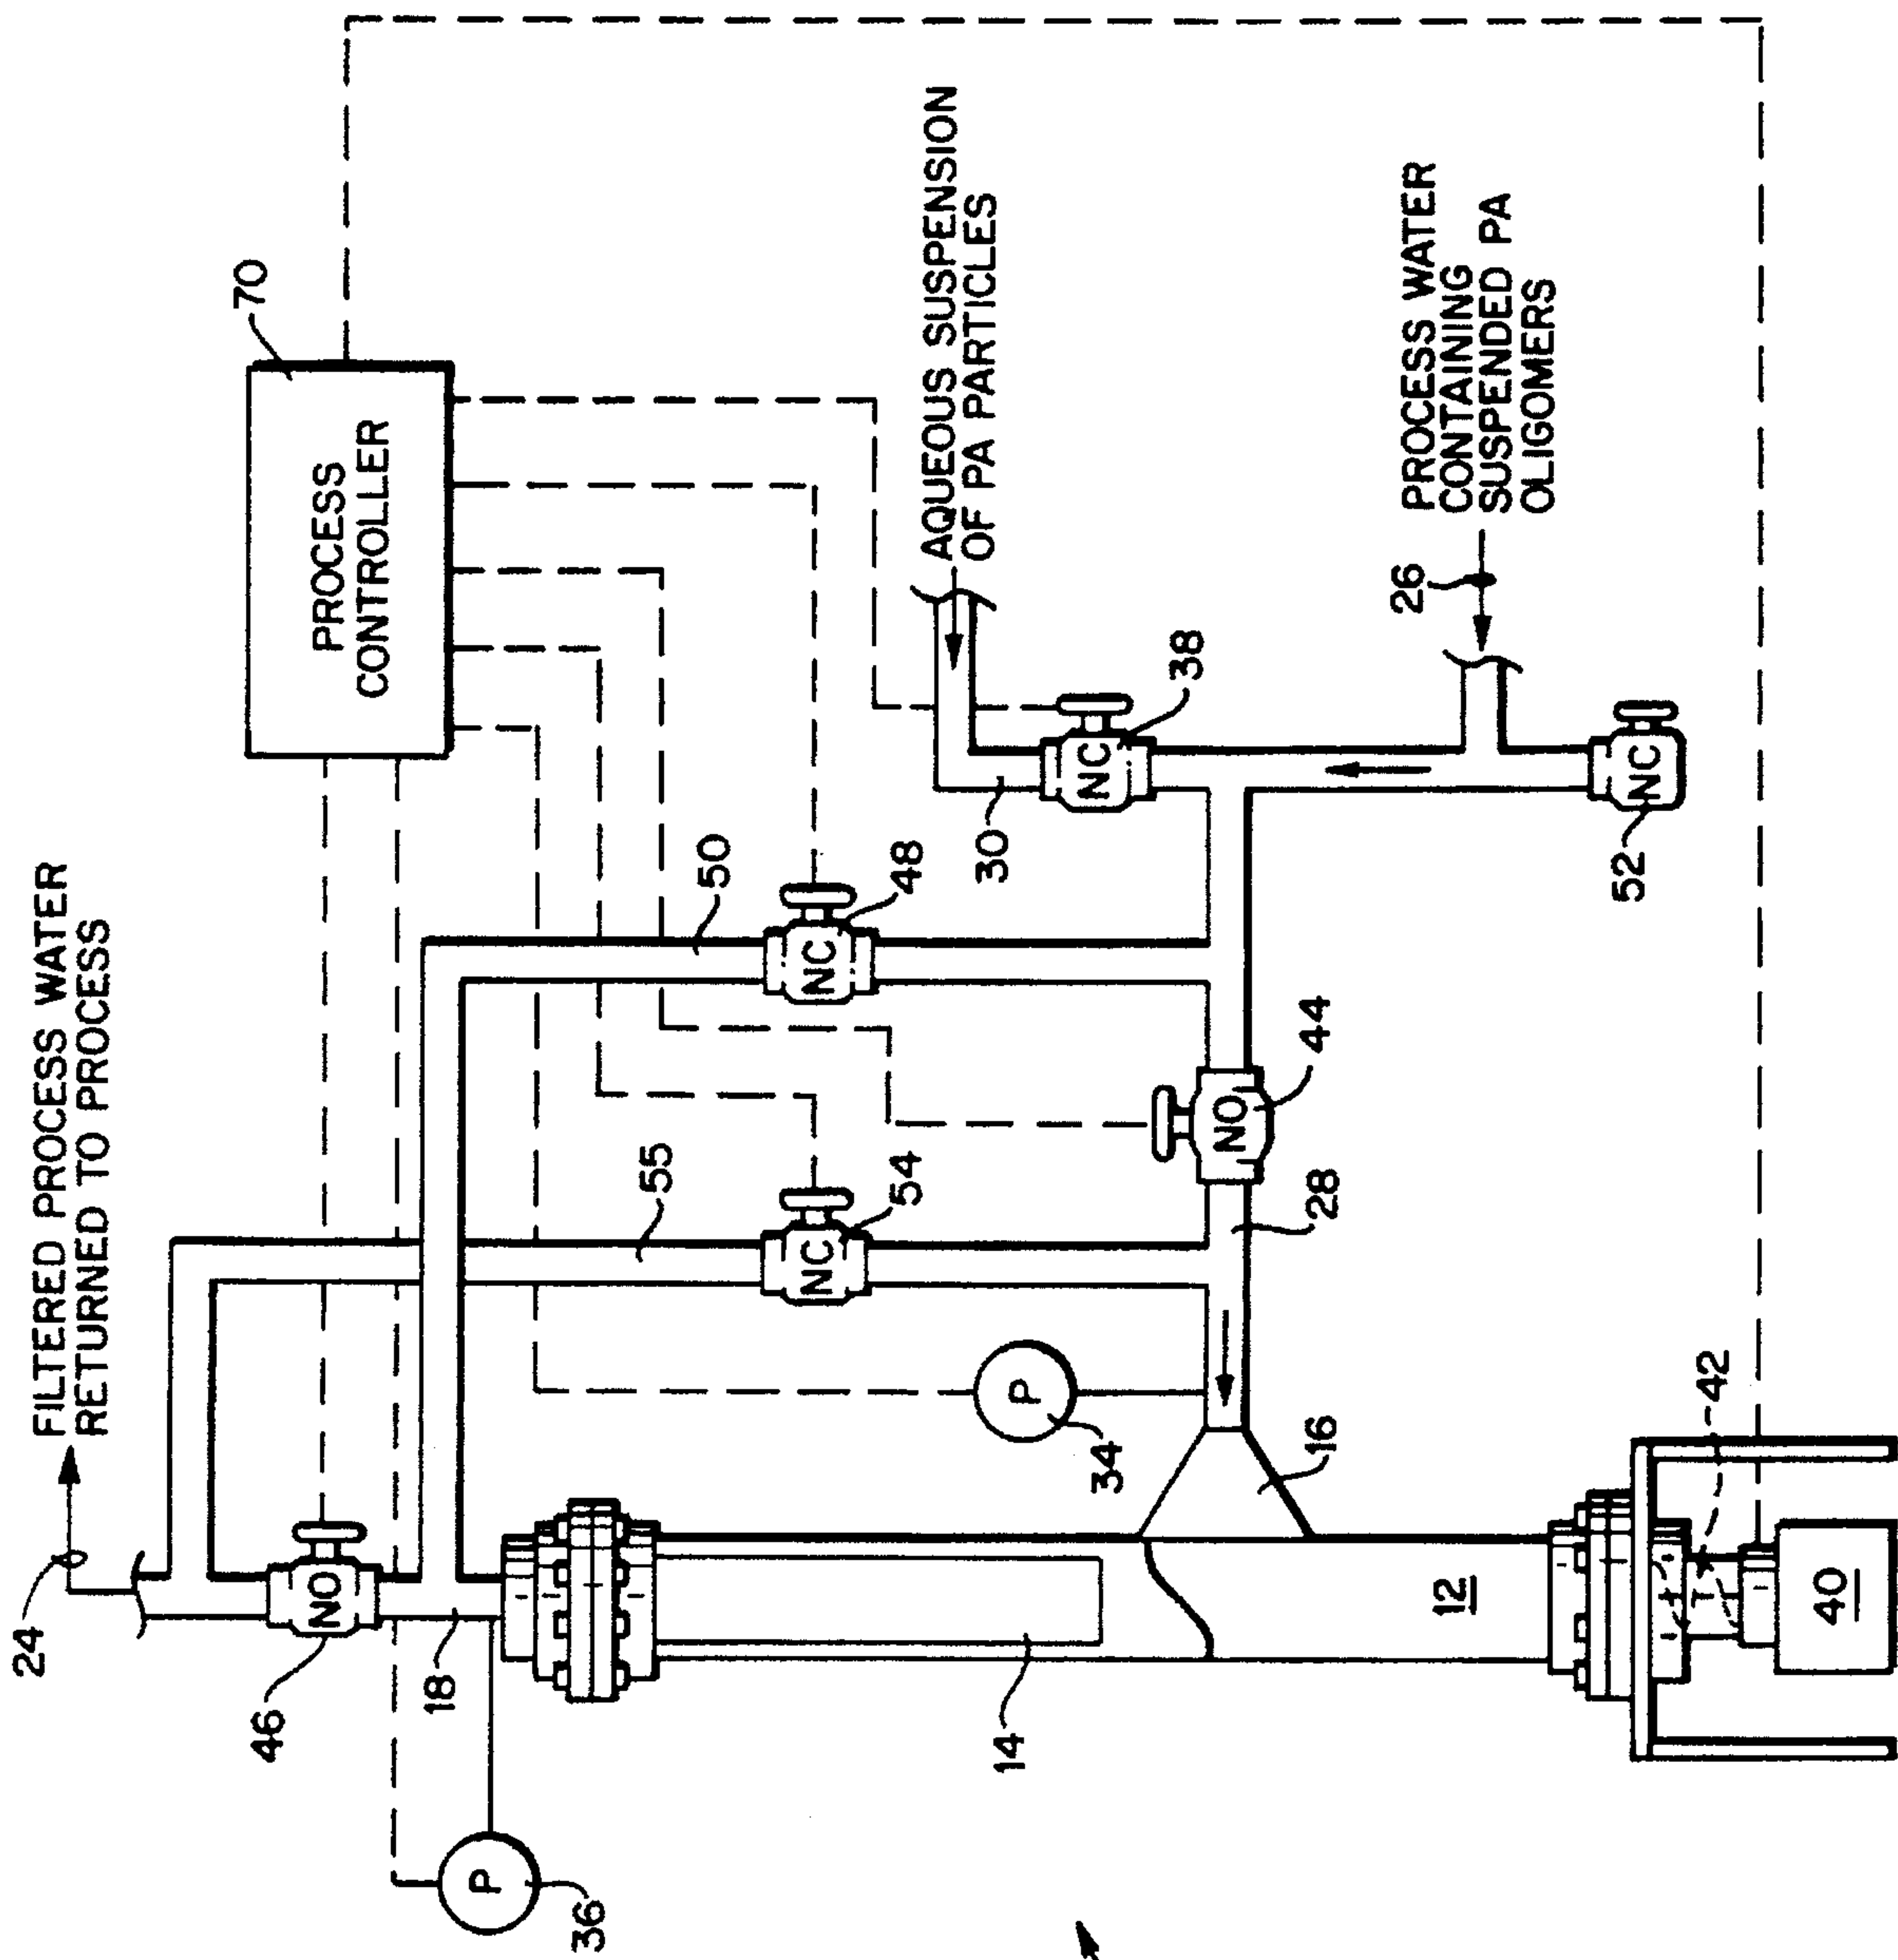 FILTERED PROCESS WATER
RETURNED TO PROCESS
24
70
PROCESS
CONTROLLER
46
NO
18
P
36
55
50
NC
54
NC
48
AQUEOUS SUSPENSION
OF PA PARTICLES
30
NC
38
P
34
14
16
28
NO
44
26
PROCESS WATER
CONTAINING
SUSPENDED PA
OLIGOMERS
52
NC
12
42
40